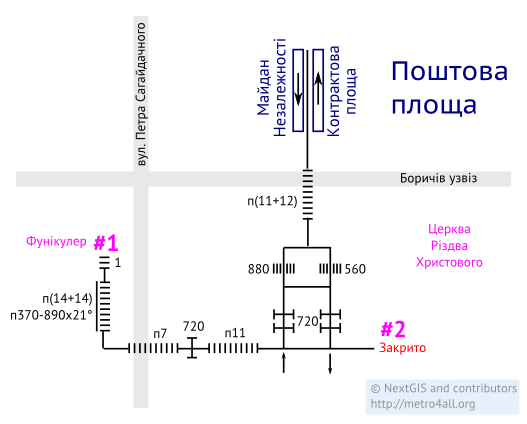 вул. Петра Сагайдачного
Майдан
Незалежності
Контрактова
площа
Поштова
площа
Боричів узвіз
п(11+12)
Церква
Різдва
Христового
Фунікулер
#1
1
880
560
п(14+14)
п370-890x21°
720
п7
720
п11
#2
Закрито
© NextGIS and contributors
http://metro4all.org